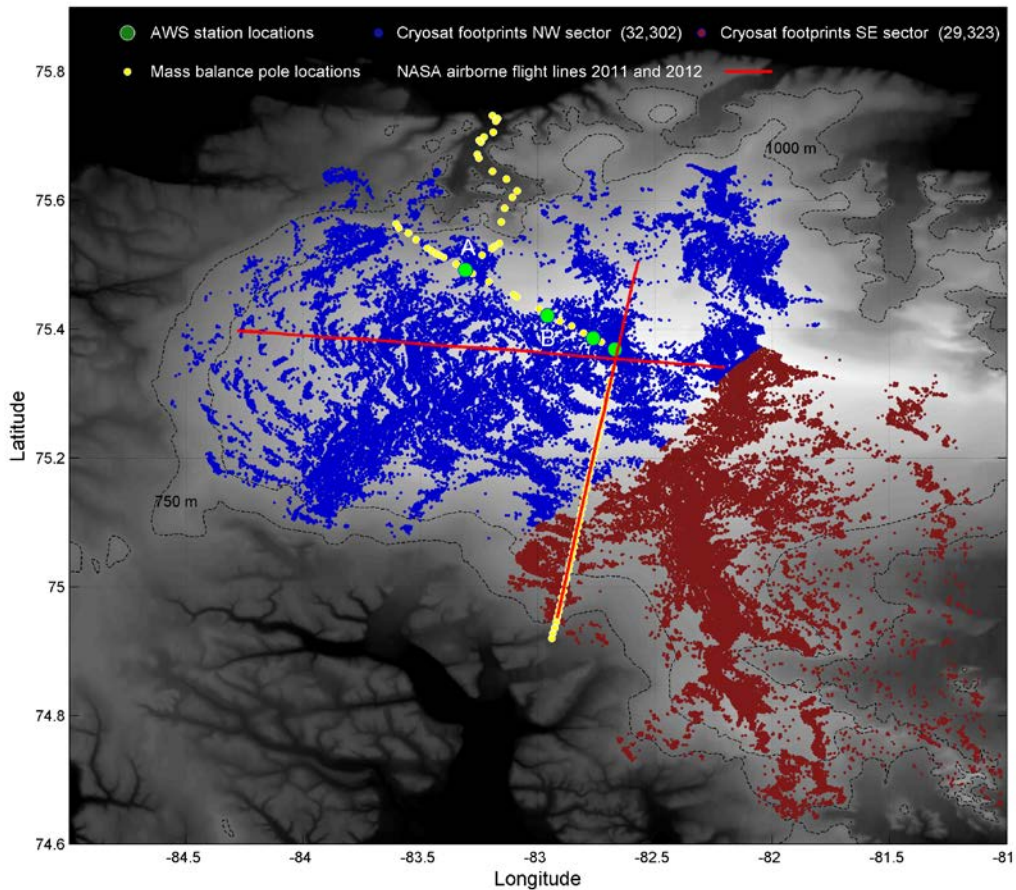 AWS station locations
Cryosat footprints NW sector (32,302)
Cryosat footprints SE sector (29,323)
Mass balance pole locations
NASA airborne flight lines 2011 and 2012
75.8
1000 m
75.6
A
75.4
B
Latitude
75.2
750 m
75
74.8
74.6
-84.5
-84
-83.5
-83
-82.5
-82
-81.5
-81
Longitude